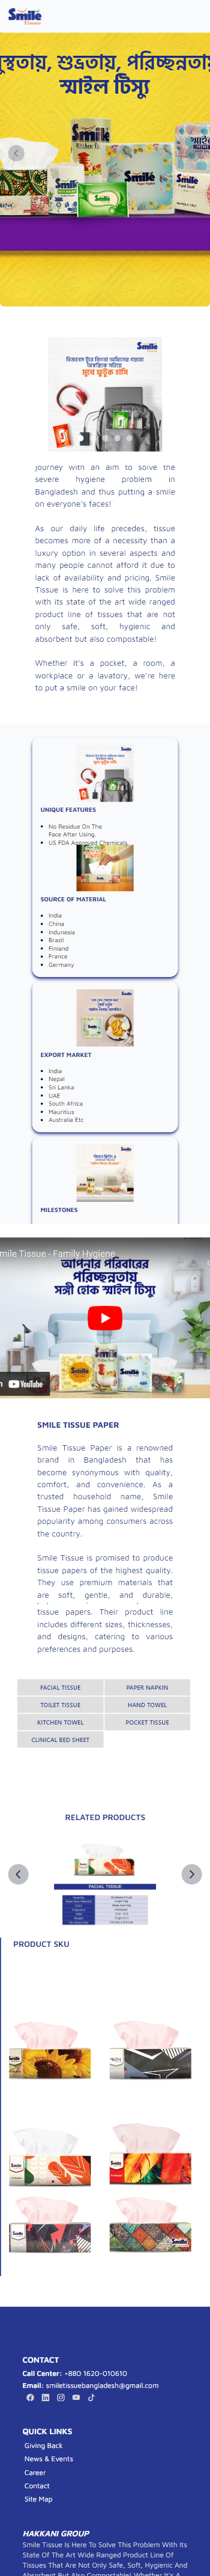 Smile
Tissue
সুস্থতায়, শুভ্রতায়, পরিচ্ছন্নতায়
স্মাইল টিস্যু
journey with an aim to solve the
severe hygiene problem in
Bangladesh and thus putting a smile
on everyone's faces!
As our daily life precedes, tissue
becomes more of a necessity than a
luxury option in several aspects and
many people cannot afford it due to
lack of availability and pricing. Smile
Tissue is here to solve this problem
with its state of the art wide ranged
product line of tissues that are not
only safe, soft, hygienic and
absorbent but also compostable!
Whether it's a pocket, a room, a
workplace or a lavatory, we're here
to put a smile on your face!
UNIQUE FEATURES
No Residue On The
Face After Using.
US FDA Approved Chemicals
SOURCE OF MATERIAL
India
China
Indunesia
Brazil
Finland
France
Germany
EXPORT MARKET
India
Nepal
Sri Lanka
UAE
South Africa
Mauritius
Australia Etc
MILESTONES
mile Tissue - Family Hygiene
আপনার পরিবারের
পরিচ্ছন্নতায়
সঙ্গী হোক স্মাইল টিস্যু
YouTube
SMILE TISSUE PAPER
Smile Tissue Paper is a renowned
brand in Bangladesh that has
become synonymous with quality,
comfort, and convenience. As a
trusted household name, Smile
Tissue Paper has gained widespread
popularity among consumers across
the country.
Smile Tissue is promised to produce
tissue papers of the highest quality.
They use premium materials that
are soft, gentle, and durable,
tissue papers. Their product line
includes different sizes, thicknesses,
and designs, catering to various
preferences and purposes.
FACIAL TISSUE
PAPER NAPKIN
TOILET TISSUE
HAND TOWEL
KITCHEN TOWEL
POCKET TISSUE
CLINICAL BED SHEET
RELATED PRODUCTS
FACIAL TISSUE
PRODUCT SKU
CONTACT
Call Center: +880 1620-010610
Email: smiletissuebangladesh@gmail.com
QUICK LINKS
Giving Back
News & Events
Career
Contact
Site Map
HAKKANI GROUP
Smile Tissue Is Here To Solve This Problem With Its
State Of The Art Wide Ranged Product Line Of
Tissues That Are Not Only Safe, Soft, Hygienic And
Absorbent But Also Compostable! Whether It's A